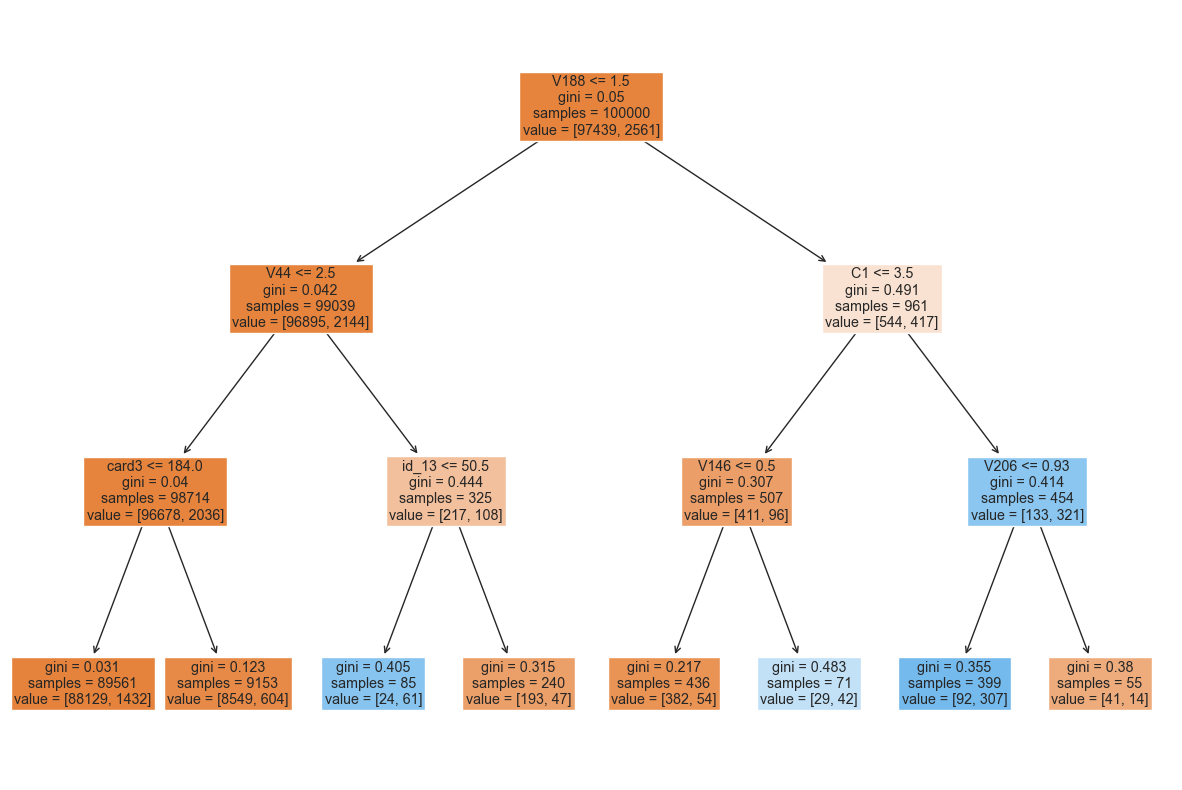 V188 <= 1.5
gini = 0.05
samples = 100000
value = [97439, 2561]
V44 <= 2.5
gini = 0.042
samples = 99039
value = [96895, 2144]
C1 <= 3.5
gini = 0.491
samples = 961
value = [544, 417]
card3 <= 184.0
gini = 0.04
samples = 98714
value = [96678, 2036]
id_13 <= 50.5
gini = 0.444
samples = 325
value = [217, 108]
V146 <= 0.5
gini = 0.307
samples = 507
value = [411, 96]
V206 <= 0.93
gini = 0.414
samples = 454
value = [133, 321]
gini = 0.031
samples = 89561
value = [88129, 1432]
gini = 0.123
samples = 9153
value = [8549, 604]
gini = 0.405
samples = 85
value = [24, 61]
gini = 0.315
samples = 240
value = [193, 47]
gini = 0.217
samples = 436
value = [382, 54]
gini = 0.483
samples = 71
value = [29, 42]
gini = 0.355
samples = 399
value = [92, 307]
gini = 0.38
samples = 55
value = [41, 14]